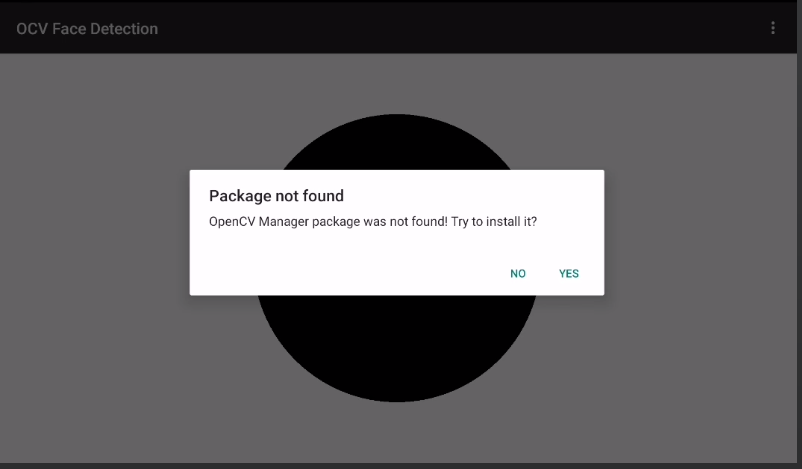 OCV Face Detection
Package not found
OpenCV Manager package was not found! Try to install it?
NO YES